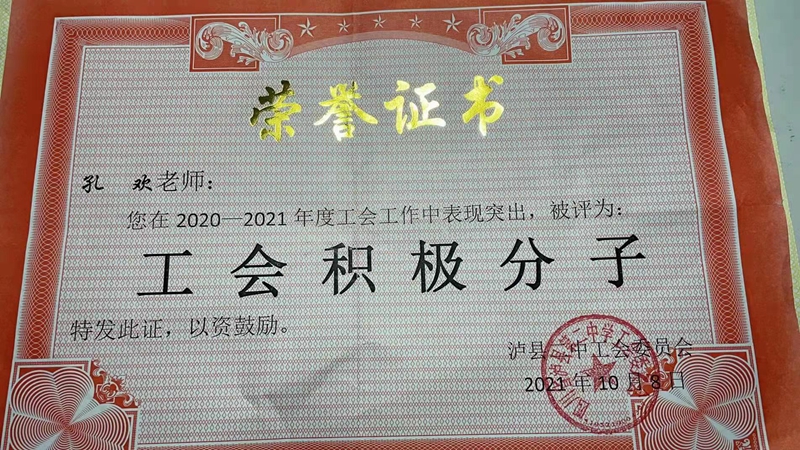 荣誉证书
孔 欢老师：
您在2020—2021年度工会工作中表现突出，被评为：
工会积极分子
特发此证，以资鼓励。
泸县二中工会委员会
2021年10月8日